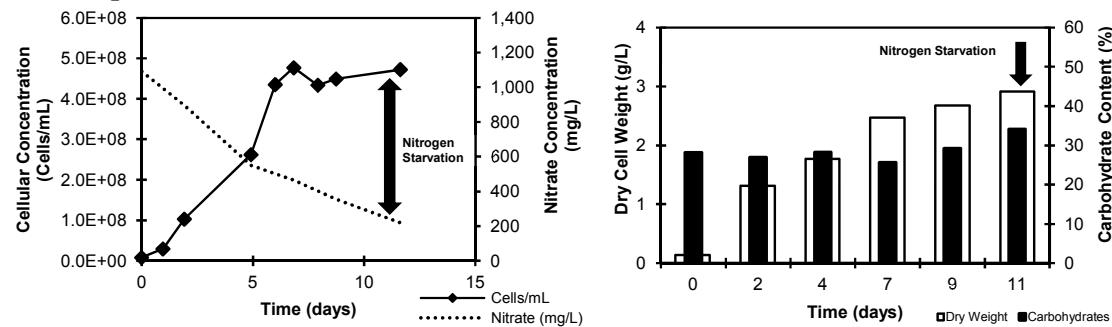 6.0E+08
5.0E+08
4.0E+08
3.0E+08
2.0E+08
1.0E+08
0.0E+00
Cellular Concentration
(Cells/mL)
1,400
1,200
1,000
800
600
400
200
0
Nitrate Concentration
(mg/L)
Nitrogen
Starvation
0 5 10 15
Time (days)
Cells/mL
Nitrate (mg/L)
4
3
2
1
0
Dry Cell Weight (g/L)
60
50
40
30
20
10
0
Carbohydrate Content (%)
Nitrogen Starvation
0 2 4 7 9 11
Time (days)
Dry Weight Carbohydrates